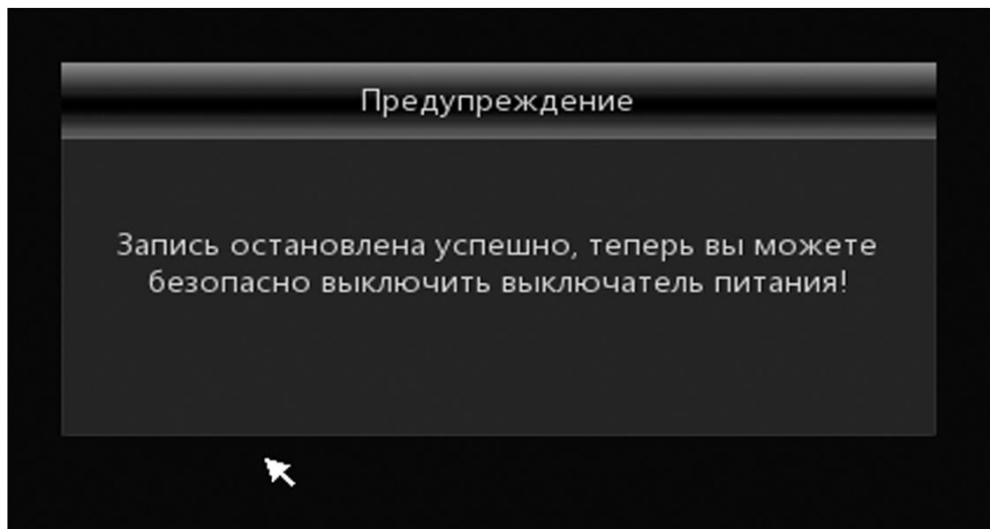 Предупреждение
Запись остановлена успешно, теперь вы можете
безопасно выключить выключатель питания!